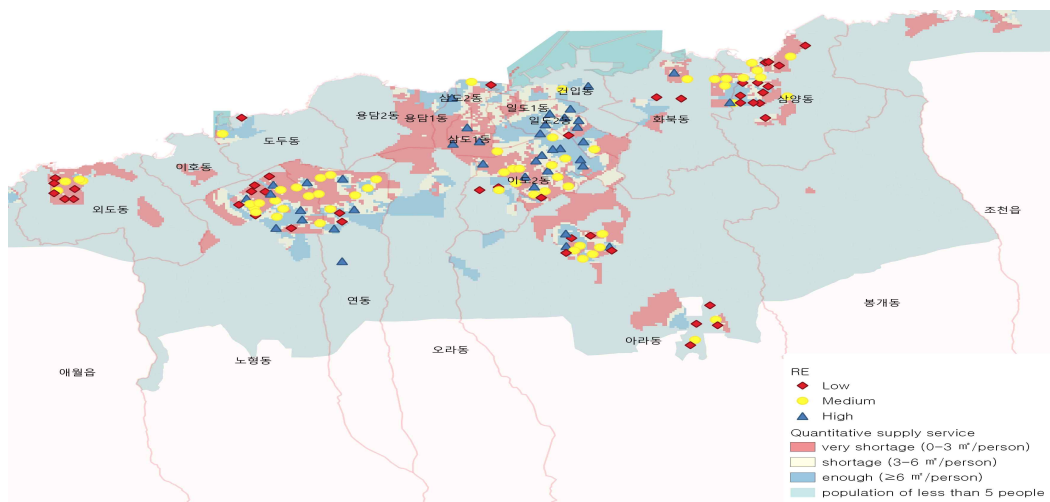 건입동
삼도2동
일도1동
용담2동
용담1동
일도2동
삼양동
화북동
도두동
삼도1동
이호동
이도2동
외도동
조천읍
연동
봉개동
아라동
오라동
노형동
애월읍
RE
Low
Medium
High
Quantitative supply service
very shortage (0-3 ㎡/person)
shortage (3-6 ㎡/person)
enough (≥6 ㎡/person)
population of less than 5 people